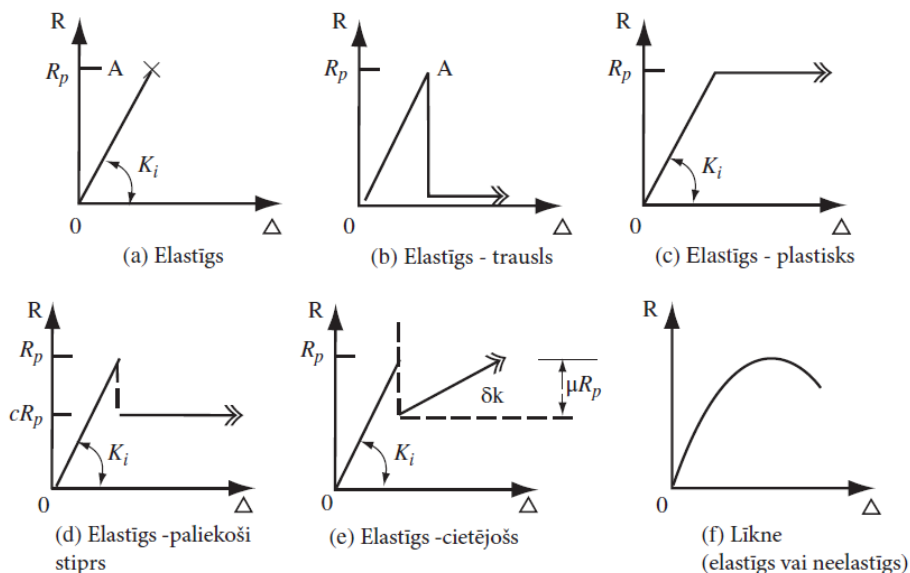 R
R_p
A
K_i
0
Δ
(a) Elastīgs
R
R_p
A
0
Δ
(b) Elastīgs - trausls
R
R_p
K_i
0
Δ
(c) Elastīgs - plastisks
R
R_p
cR_p
K_i
0
Δ
(d) Elastīgs -paliekoši
stiprs
R
R_p
δk
μR_p
K_i
0
Δ
(e) Elastīgs -cietējošs
R
0
Δ
(f) Līkne
(elastīgs vai neelastīgs)